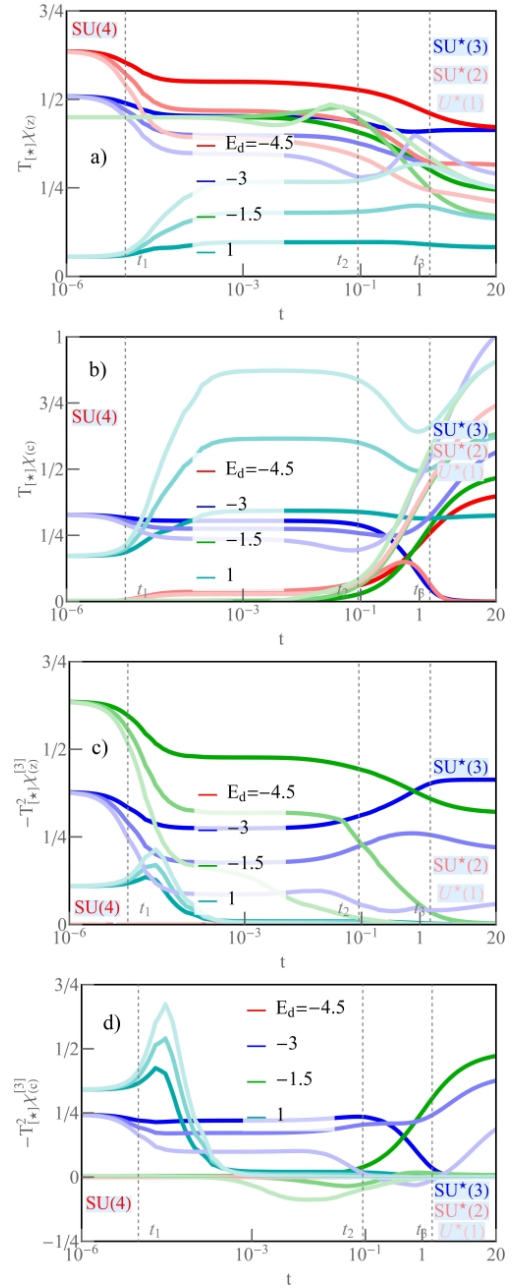 3/4
SU(4)
SU*(3)
SU*(2)
U*(1)
1/2
T[⋆]χ(z)
a)
E_d=−4.5
−3
1/4
−1.5
1
t₁ t₂ t₃
0
10⁻⁶ 10⁻³ 10⁻¹ 1 20
t
1
b)
SU(4)
3/4
SU*(3)
SU*(2)
U*(1)
1/2
T[⋆]χ(c)
E_d=−4.5
−3
1/4
−1.5
1
t₁ t₂ t₃
0
10⁻⁶ 10⁻³ 10⁻¹ 1 20
t
3/4
c)
SU*(3)
1/2
−T²[⋆]χ[3](z)
E_d=−4.5
−3
1/4
−1.5
SU*(2)
1
U*(1)
SU(4)
t₁ t₂ t₃
0
10⁻⁶ 10⁻³ 10⁻¹ 1 20
t
3/4
d)
E_d=−4.5
−3
1/2
−1.5
−T²[⋆]χ[3](c)
1/4
1
0
SU*(3)
SU(4)
SU*(2)
U*(1)
t₁ t₂ t₃
−1/4
10⁻⁶ 10⁻³ 10⁻¹ 1 20
t